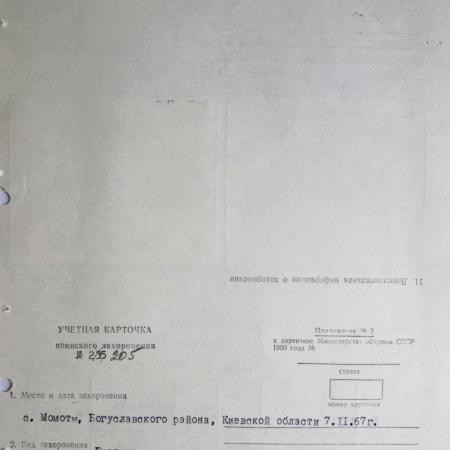 11. Дополнительная информация о захоронении
УЧЕТНАЯ КАРТОЧКА
воинского захоронения
№ 235 205
Приложение № 2
к директиве Министерства обороны СССР
1990 года №
страна
номер карточки
1. Место и дата захоронения
с. Момоты, Богуславского района, Киевской области 7.II.67г.
2. Вид захоронения